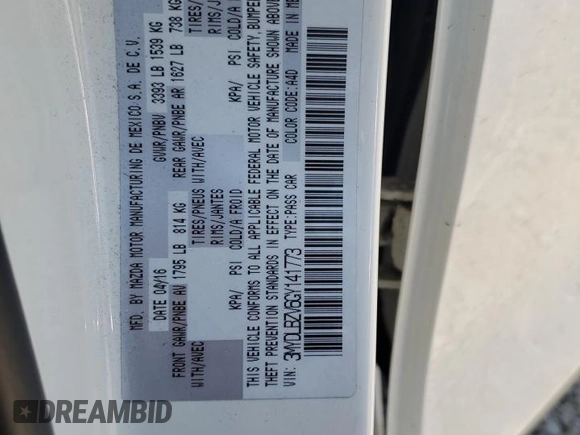 MFD. BY MAZDA MOTOR MANUFACTURING DE MEXICO S.A. DE C.V.
DATE 04/16 GVWR/PNBV 3393 LB 1539 KG
FRONT GAWR/PNBE AV 1795 LB 814 KG REAR GAWR/PNBE AR 1627 LB 738 KG
WITH/AVEC TIRES/PNEUS WITH/AVEC TIRES/
RIMS/JANTES RIMS/J
KPA/ PSI COLD/A FROID KPA/ PSI COLD/A
THIS VEHICLE CONFORMS TO ALL APPLICABLE FEDERAL MOTOR VEHICLE SAFETY, BUMPER
THEFT PREVENTION STANDARDS IN EFFECT ON THE DATE OF MANUFACTURE SHOWN ABOVE
VIN: 3MYDLBZV6GY141773 TYPE:PASS CAR COLOR CODE:A4D MADE IN ME
DREAMBID